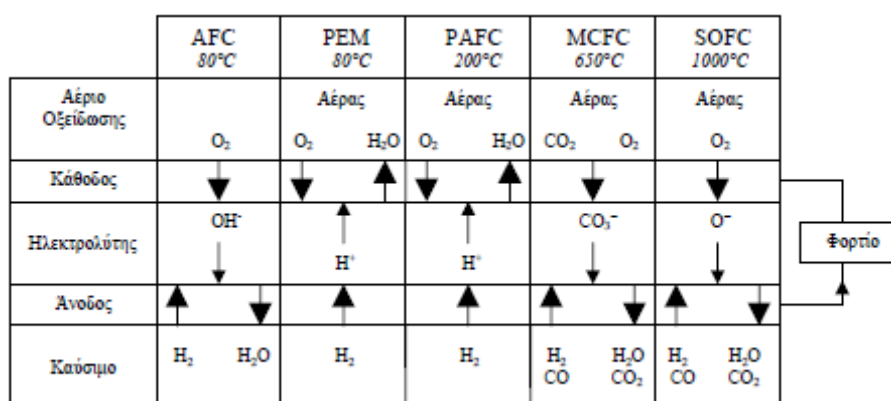 AFC PEM PAFC MCFC SOFC
80°C 80°C 200°C 650°C 1000°C
Αέριο Οξείδωσης
Αέρας Αέρας Αέρας Αέρας
O₂ O₂ H₂O O₂ H₂O CO₂ O₂ O₂
Κάθοδος
Ηλεκτρολύτης
OH⁻ CO₃⁻ O⁻
H⁺ H⁺
Φορτίο
Άνοδος
Καύσιμο
H₂ H₂O H₂ H₂ H₂ H₂O H₂ H₂O
CO CO₂ CO CO₂